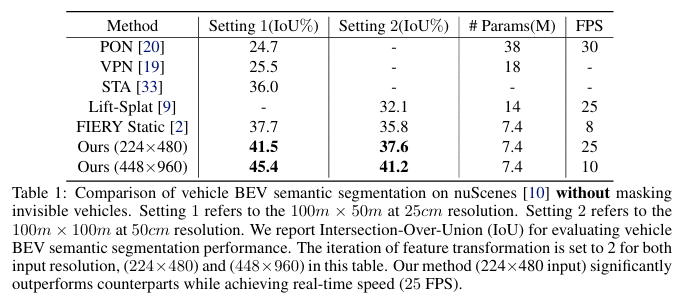 Method Setting 1(IoU%) Setting 2(IoU%) # Params(M) FPS
PON [20] 24.7 - 38 30
VPN [19] 25.5 - 18 -
STA [33] 36.0 - - -
Lift-Splat [9] - 32.1 14 25
FIERY Static [2] 37.7 35.8 7.4 8
Ours (224×480) 41.5 37.6 7.4 25
Ours (448×960) 45.4 41.2 7.4 10
Table 1: Comparison of vehicle BEV semantic segmentation on nuScenes [10] without masking
invisible vehicles. Setting 1 refers to the 100m × 50m at 25cm resolution. Setting 2 refers to the
100m × 100m at 50cm resolution. We report Intersection-Over-Union (IoU) for evaluating vehicle
BEV semantic segmentation performance. The iteration of feature transformation is set to 2 for both
input resolution, (224×480) and (448×960) in this table. Our method (224×480 input) significantly
outperforms counterparts while achieving real-time speed (25 FPS).